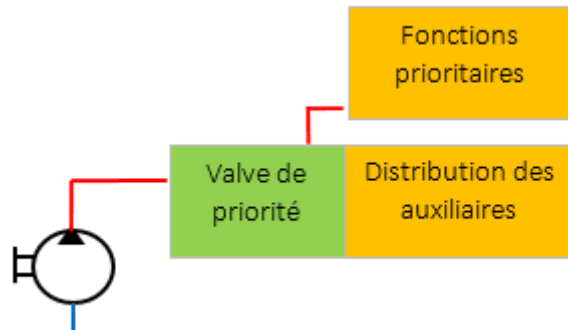 Fonctions
prioritaires
Valve de
priorité
Distribution des
auxiliaires